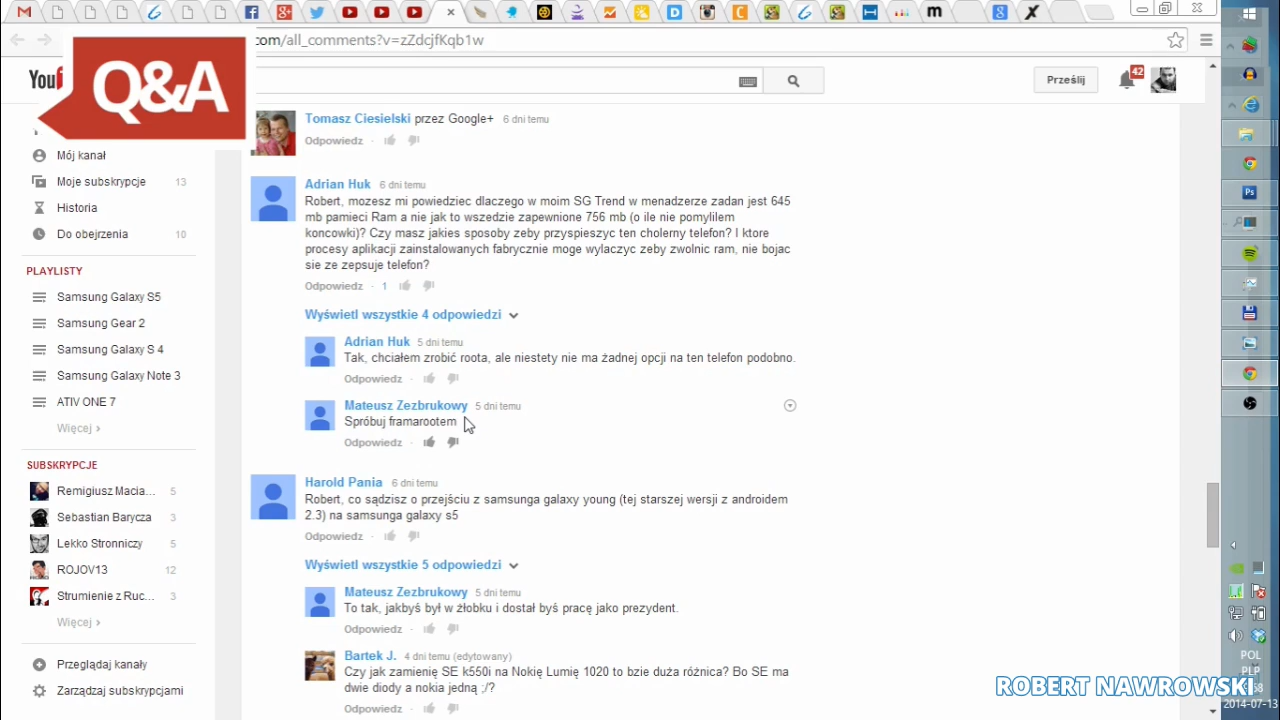 com/all_comments?v=zZdcjfKqb1w
You
Q&A
Prześlij
42
Tomasz Ciesielski przez Google+ 6 dni temu
Odpowiedz
Mój kanał
Moje subskrypcje 13
Historia
Do obejrzenia 10
PLAYLISTY
Samsung Galaxy S5
Samsung Gear 2
Samsung Galaxy S 4
Samsung Galaxy Note 3
ATIV ONE 7
Więcej ›
SUBSKRYPCJE
Remigiusz Macia... 5
Sebastian Barycza 3
Lekko Stronniczy 5
ROJOV13 12
Strumienie z Ruc... 3
Więcej ›
Przeglądaj kanały
Zarządzaj subskrypcjami
Adrian Huk 6 dni temu
Robert, mozesz mi powiedziec dlaczego w moim SG Trend w menadzerze zadan jest 645
mb pamieci Ram a nie jak to wszedzie zapewnione 756 mb (o ile nie pomylilem
koncowki)? Czy masz jakies sposoby zeby przyspieszyc ten cholerny telefon? I ktore
procesy aplikacji zainstalowanych fabrycznie moge wylaczyc zeby zwolnic ram, nie bojac
sie ze zepsuje telefon?
Odpowiedz · 1
Wyświetl wszystkie 4 odpowiedzi
Adrian Huk 5 dni temu
Tak, chciałem zrobić roota, ale niestety nie ma żadnej opcji na ten telefon podobno.
Odpowiedz ·
Mateusz Zezbrukowy 5 dni temu
Spróbuj framarootem
Odpowiedz ·
Harold Pania 6 dni temu
Robert, co sądzisz o przejściu z samsunga galaxy young (tej starszej wersji z androidem
2.3) na samsunga galaxy s5
Odpowiedz ·
Wyświetl wszystkie 5 odpowiedzi
Mateusz Zezbrukowy 5 dni temu
To tak, jakbyś był w żłobku i dostał byś pracę jako prezydent.
Odpowiedz ·
Bartek J. 4 dni temu (edytowany)
Czy jak zamienię SE k550i na Nokię Lumię 1020 to bzie duża różnica? Bo SE ma
dwie diody a nokia jedną ;/?
Odpowiedz ·
POL
PLP
2014-07-13
ROBERT NAWROWSKI